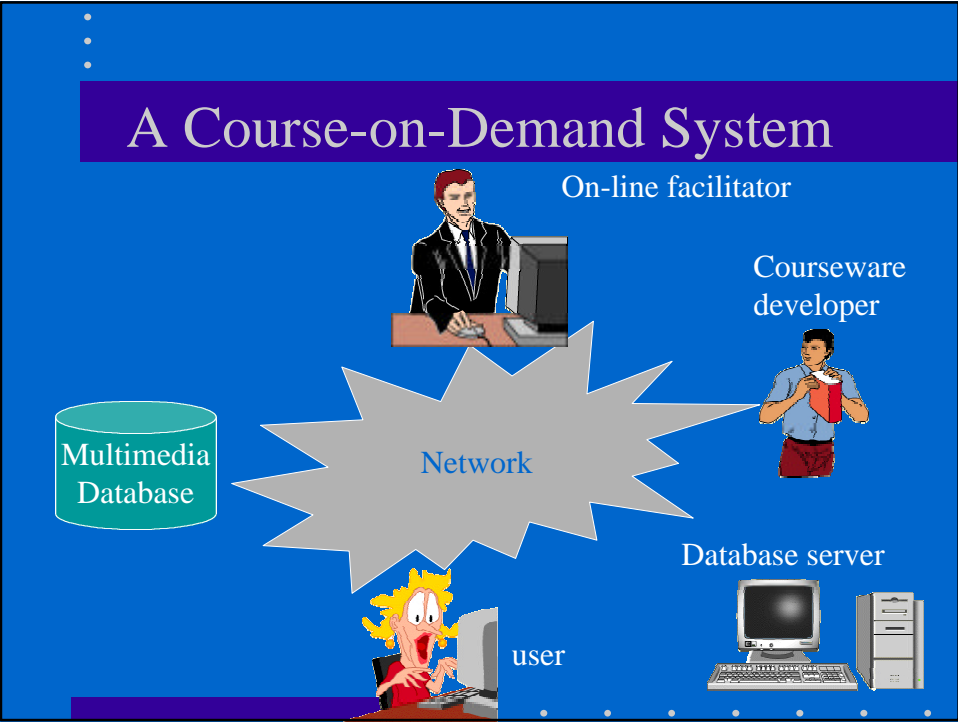 A Course-on-Demand System
On-line facilitator
Courseware
developer
Multimedia
Database
Network
Database server
user